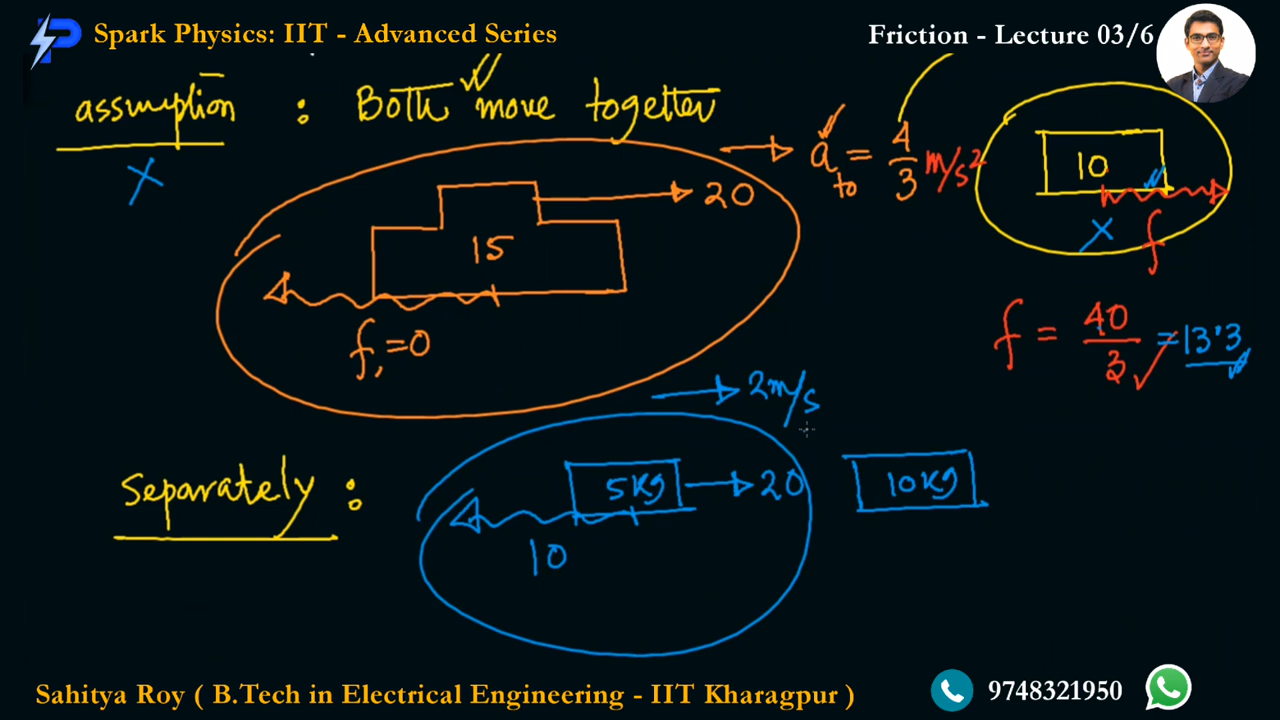 Spark Physics: IIT - Advanced Series
Friction - Lecture 03/6
assumption : Both move together
X
a = 4/3 m/s²
to
20
15
f₁ = 0
10
X
f
f = 40/3 = 13.3
2m/s
Separately :
5kg
20
10kg
10
Sahitya Roy ( B.Tech in Electrical Engineering - IIT Kharagpur )
9748321950